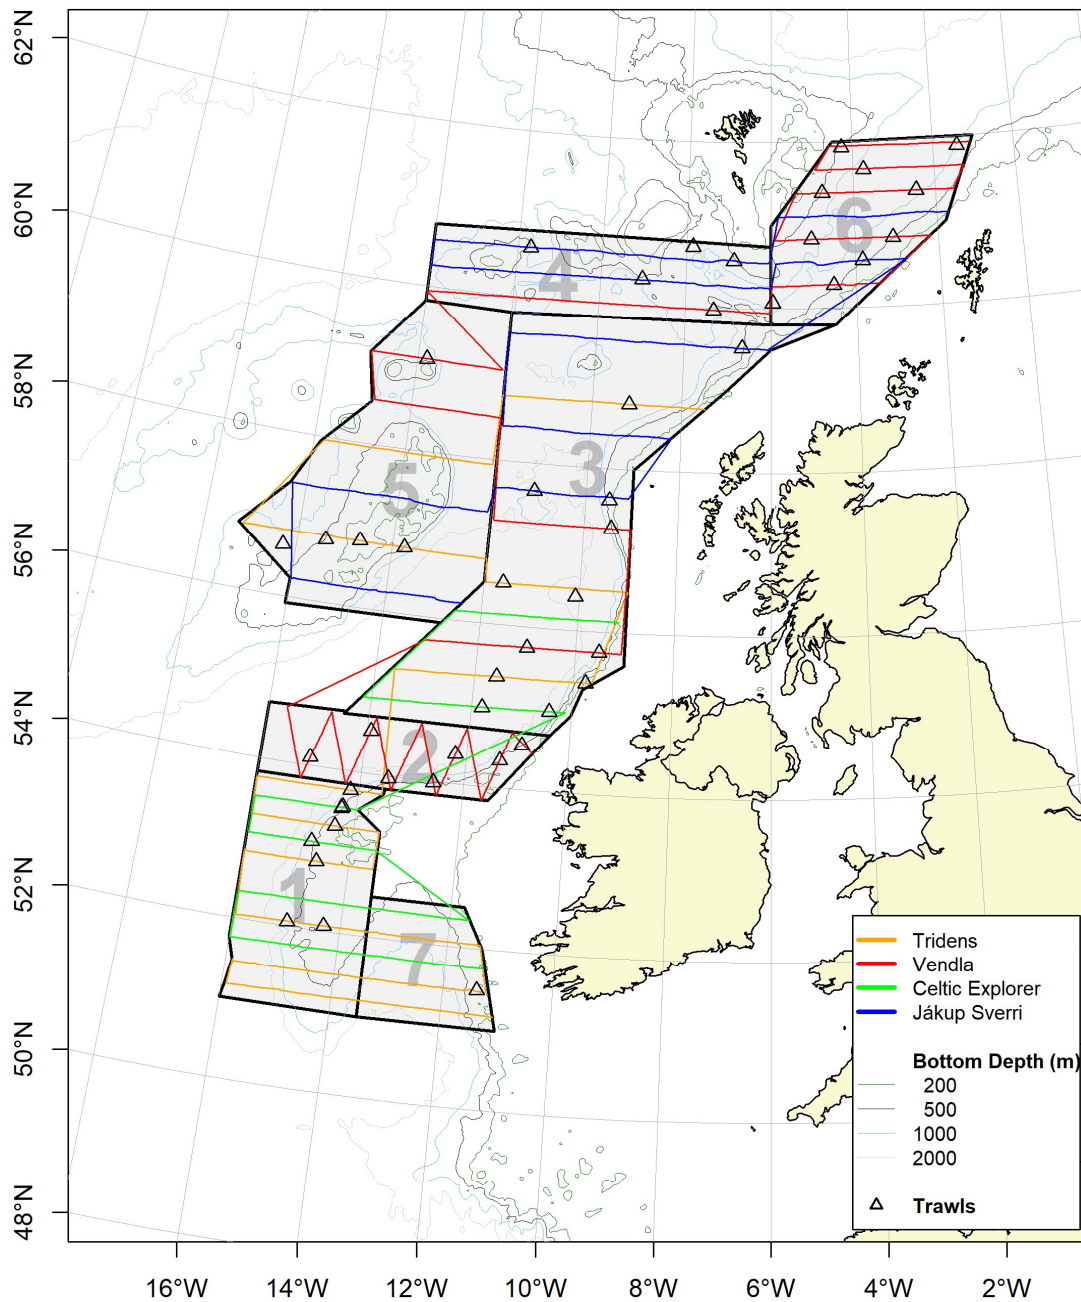 62°N
60°N
58°N
56°N
54°N
52°N
50°N
48°N
6
4
3
5
2
1
7
Tridens
Vendla
Celtic Explorer
Jákup Sverri
Bottom Depth (m)
200
500
1000
2000
Trawls
16°W 14°W 12°W 10°W 8°W 6°W 4°W 2°W